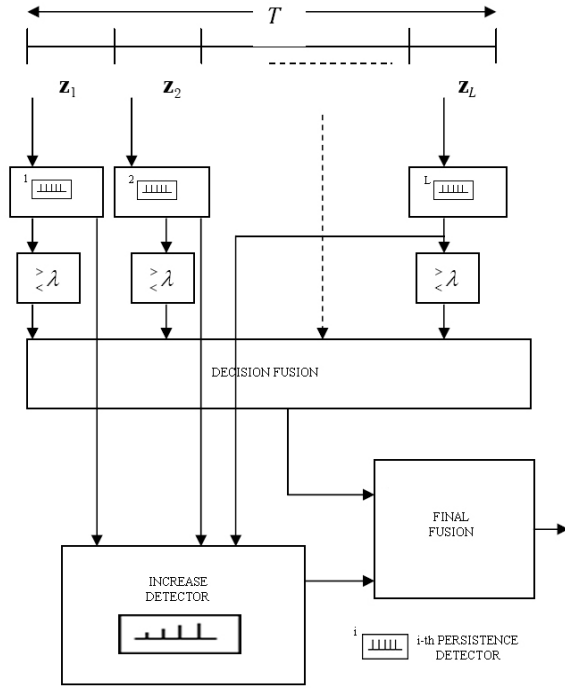 T
z1 z2 zL
1 2 L
> < λ > < λ > < λ
DECISION FUSION
FINAL
FUSION
INCREASE
DETECTOR
i
i-th PERSISTENCE
DETECTOR